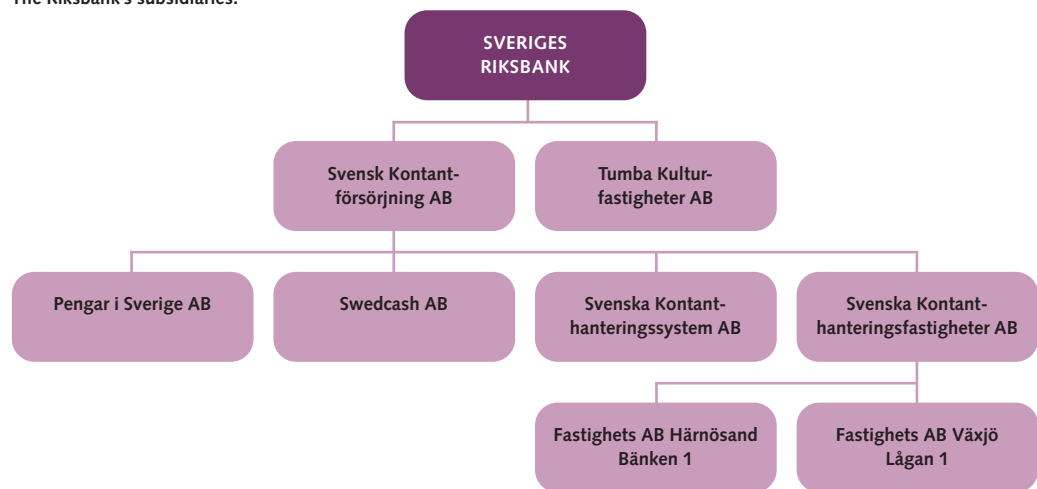 The Riksbank's subsidiaries:
SVERIGES
RIKSBANK
Svensk Kontant-
försörjning AB
Tumba Kultur-
fastigheter AB
Pengar i Sverige AB
Swedcash AB
Svenska Kontant-
hanteringssystem AB
Svenska Kontant-
hanteringsfastigheter AB
Fastighets AB Härnösand
Bänken 1
Fastighets AB Växjö
Lågan 1